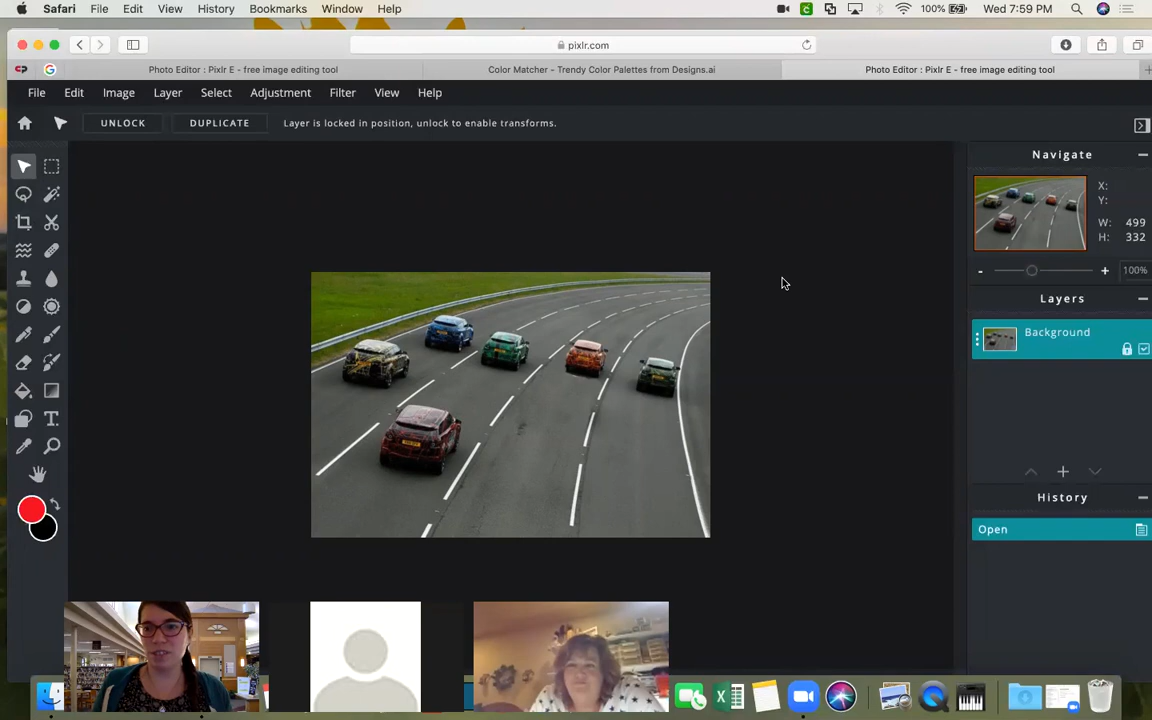 Safari File Edit View History Bookmarks Window Help 100% Wed 7:59 PM
pixlr.com
Photo Editor : Pixlr E - free image editing tool
Color Matcher – Trendy Color Palettes from Designs.ai
Photo Editor : Pixlr E - free image editing tool
File Edit Image Layer Select Adjustment Filter View Help
UNLOCK DUPLICATE Layer is locked in position, unlock to enable transforms.
Navigate
X:
Y:
W: 499
H: 332
- + 100%
Layers
Background
History
Open